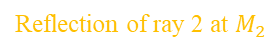 Reflection of ray 2 at M₂